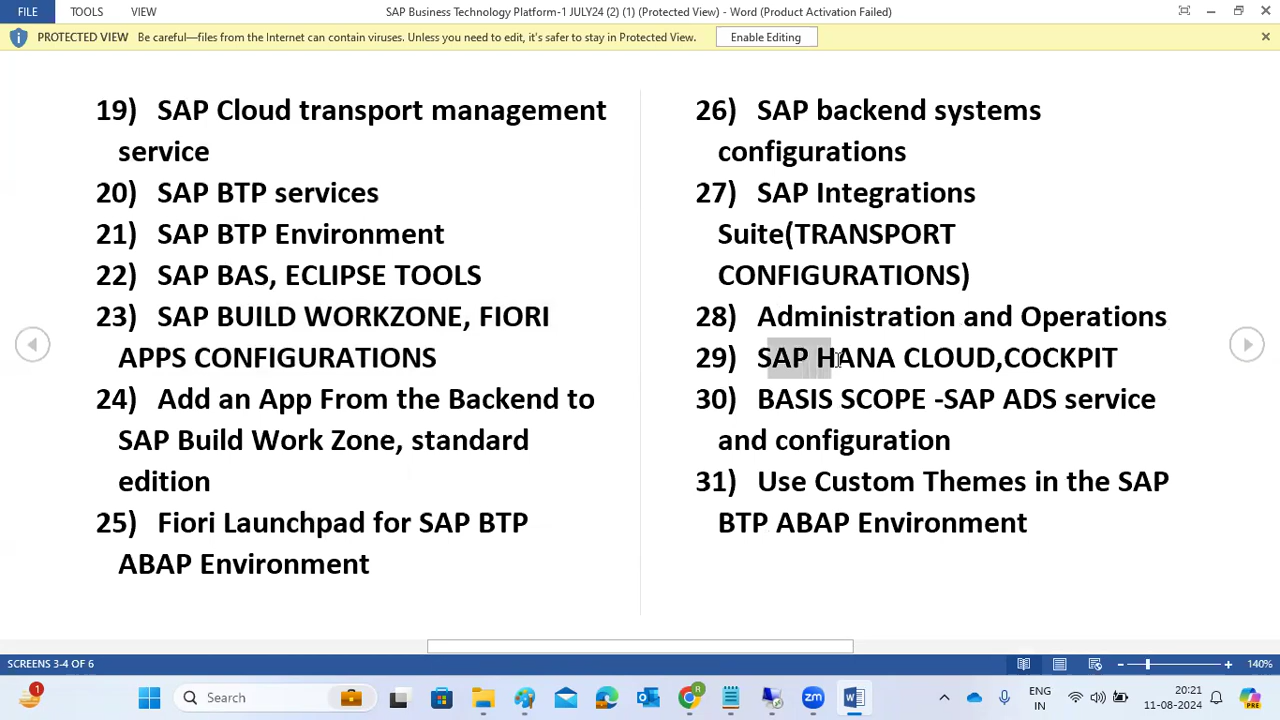 FILE TOOLS VIEW SAP Business Technology Platform-1 JULY24 (2) (1) (Protected View) - Word (Product Activation Failed)
PROTECTED VIEW Be careful—files from the Internet can contain viruses. Unless you need to edit, it's safer to stay in Protected View. Enable Editing
19) SAP Cloud transport management
service
20) SAP BTP services
21) SAP BTP Environment
22) SAP BAS, ECLIPSE TOOLS
23) SAP BUILD WORKZONE, FIORI
APPS CONFIGURATIONS
24) Add an App From the Backend to
SAP Build Work Zone, standard
edition
25) Fiori Launchpad for SAP BTP
ABAP Environment
26) SAP backend systems
configurations
27) SAP Integrations
Suite(TRANSPORT
CONFIGURATIONS)
28) Administration and Operations
29) SAP HANA CLOUD,COCKPIT
30) BASIS SCOPE -SAP ADS service
and configuration
31) Use Custom Themes in the SAP
BTP ABAP Environment
SCREENS 3-4 OF 6 140%
1 Search ENG 20:21
IN 11-08-2024